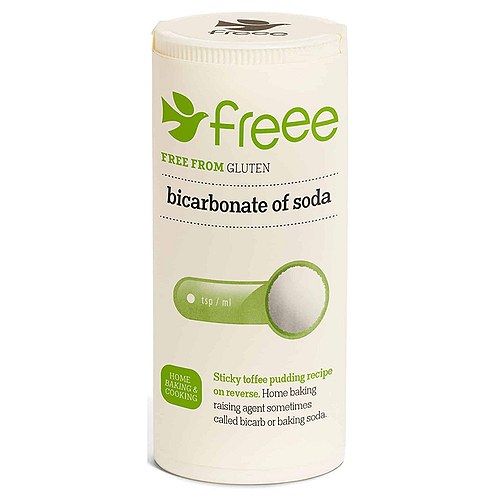 freee
freee
FREE FROM GLUTEN
bicarbonate of soda
tsp / ml
HOME
BAKING &
COOKING
Sticky toffee pudding recipe
on reverse. Home baking
raising agent sometimes
called bicarb or baking soda.